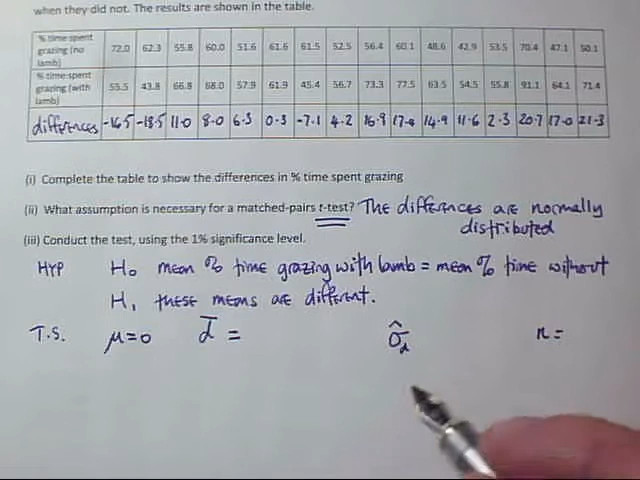 when they did not. The results are shown in the table.
% time spent grazing (no lamb) 72.0 62.3 55.8 60.0 51.6 61.6 61.5 52.5 56.4 60.1 48.6 42.9 53.5 70.4 47.1 50.1
% time spent grazing (with lamb) 55.5 43.8 66.8 68.0 57.9 61.9 45.4 56.7 73.3 77.5 63.5 54.5 55.8 91.1 64.1 71.4
differences -16.5 -18.5 11.0 8.0 6.3 0.3 -7.1 4.2 16.9 17.4 14.9 11.6 2.3 20.7 17.0 21.3
(i) Complete the table to show the differences in % time spent grazing
(ii) What assumption is necessary for a matched-pairs t-test? The differences are normally
distributed
(iii) Conduct the test, using the 1% significance level.
HYP H₀ mean % time grazing with lamb = mean % time without
H₁ these means are different.
T.S. μ=0 d̄ = σ̂d n=